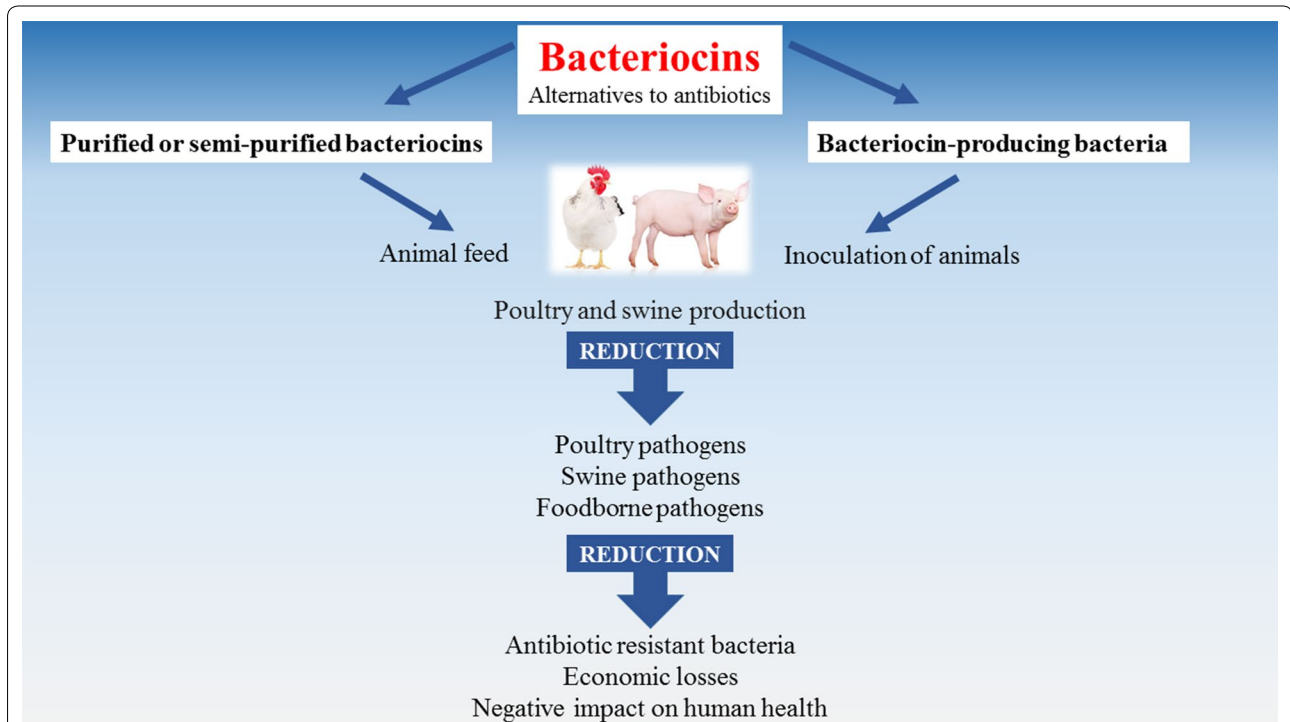 Bacteriocins
Alternatives to antibiotics
Purified or semi-purified bacteriocins
Bacteriocin-producing bacteria
Animal feed
Inoculation of animals
Poultry and swine production
REDUCTION
Poultry pathogens
Swine pathogens
Foodborne pathogens
REDUCTION
Antibiotic resistant bacteria
Economic losses
Negative impact on human health